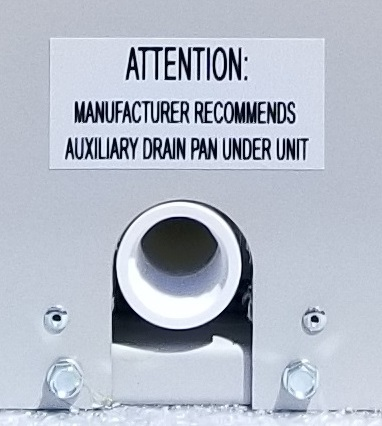 ATTENTION:
MANUFACTURER RECOMMENDS
AUXILIARY DRAIN PAN UNDER UNIT